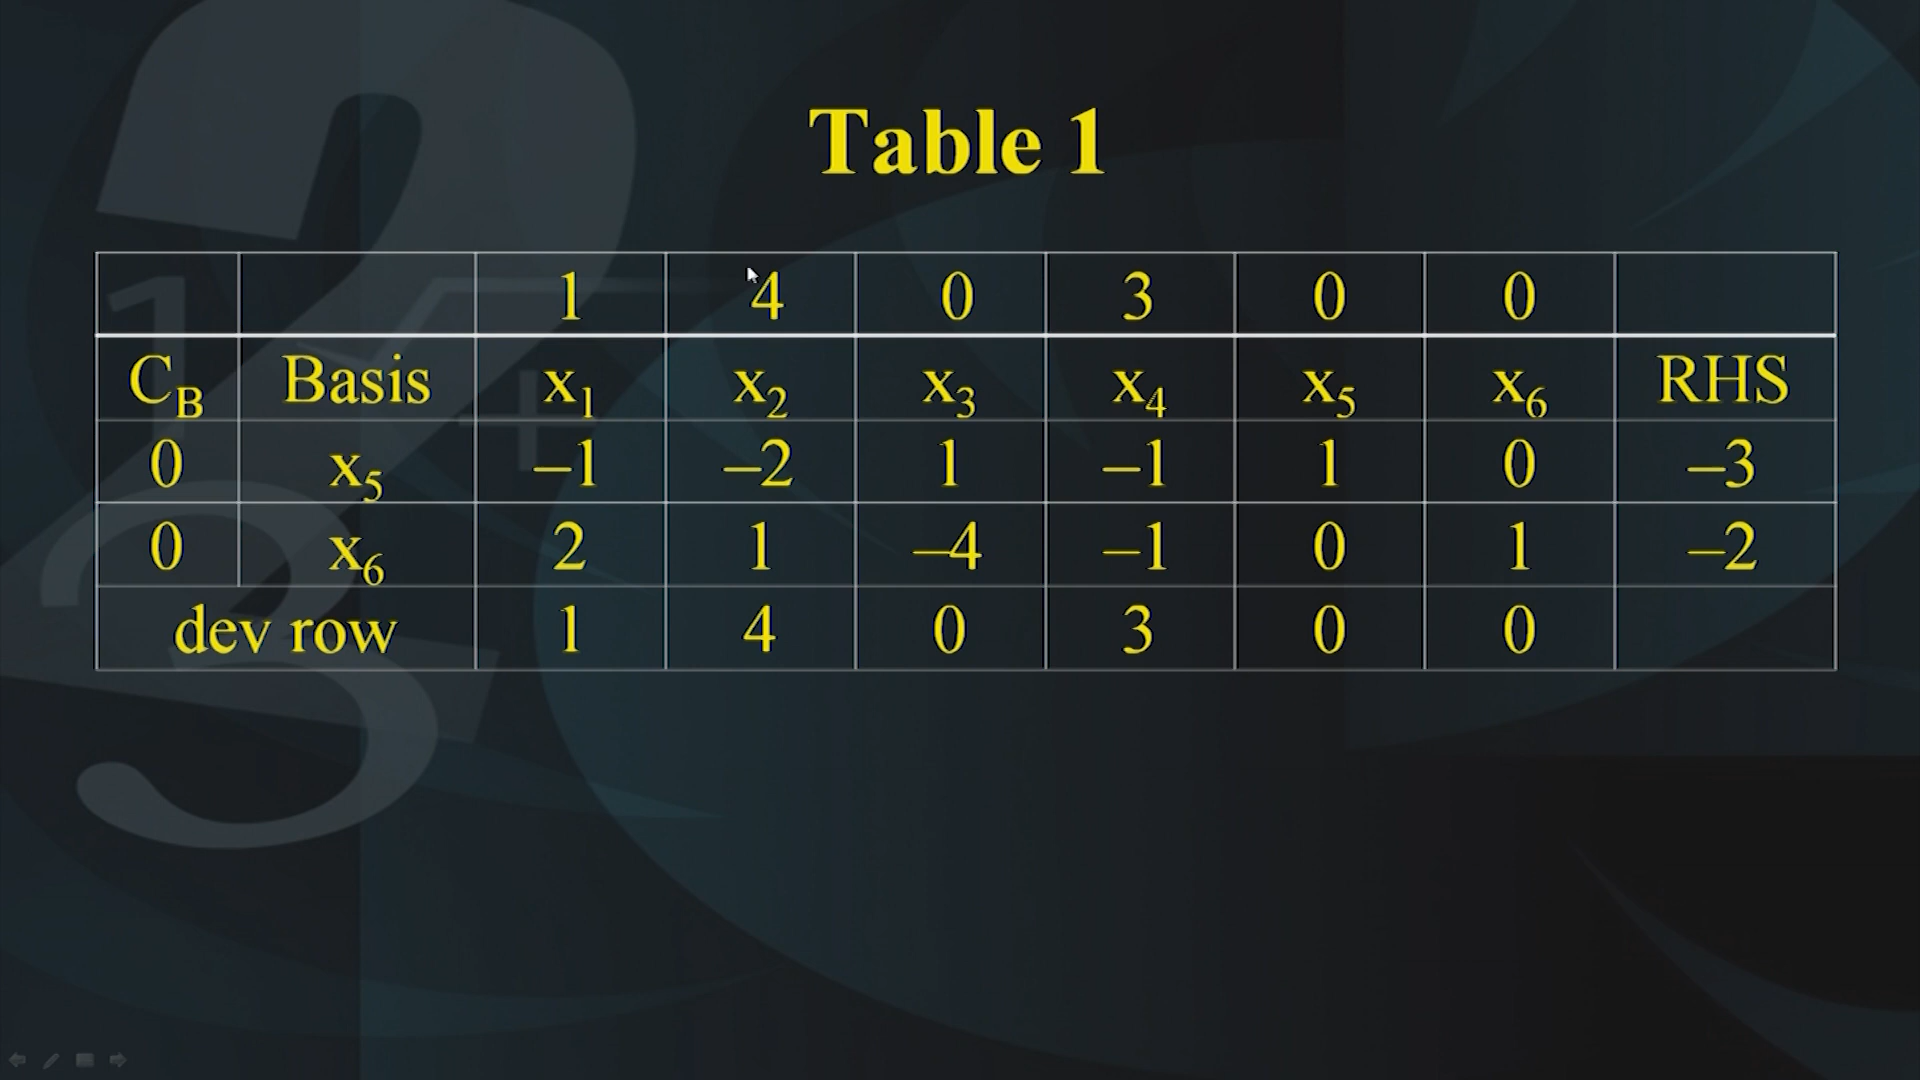 Table 1
1 4 0 3 0 0
C_B Basis x₁ x₂ x₃ x₄ x₅ x₆ RHS
0 x₅ –1 –2 1 –1 1 0 –3
0 x₆ 2 1 –4 –1 0 1 –2
dev row 1 4 0 3 0 0